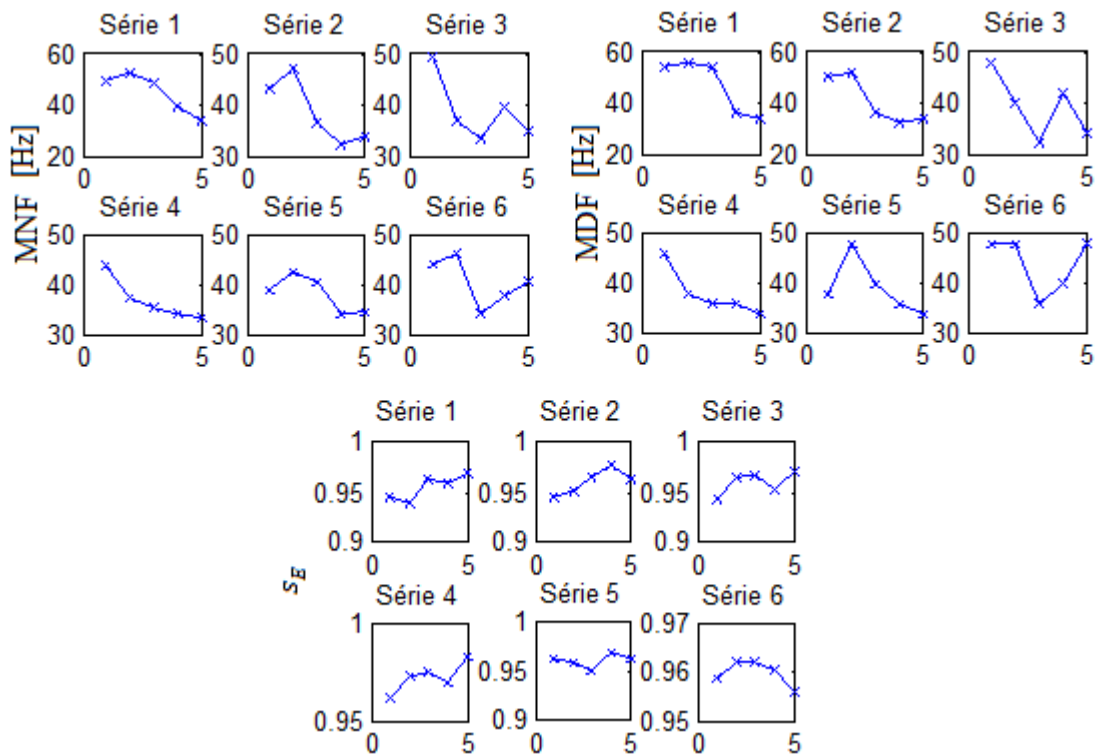 Série 1 Série 2 Série 3
60 50 50
40 40 40
20 30 30
0 5 0 5 0 5
MNF [Hz]
Série 4 Série 5 Série 6
50 50 50
40 40 40
30 30 30
0 5 0 5 0 5
Série 1 Série 2 Série 3
60 60 50
40 40 40
20 20 30
0 5 0 5 0 5
MDF [Hz]
Série 4 Série 5 Série 6
50 50 50
40 40 40
30 30 30
0 5 0 5 0 5
Série 1 Série 2 Série 3
1 1 1
0.95 0.95 0.95
0.9 0.9 0.9
0 5 0 5 0 5
s_E
Série 4 Série 5 Série 6
1 1 0.97
0.95 0.96
0.95 0.9 0.95
0 5 0 5 0 5